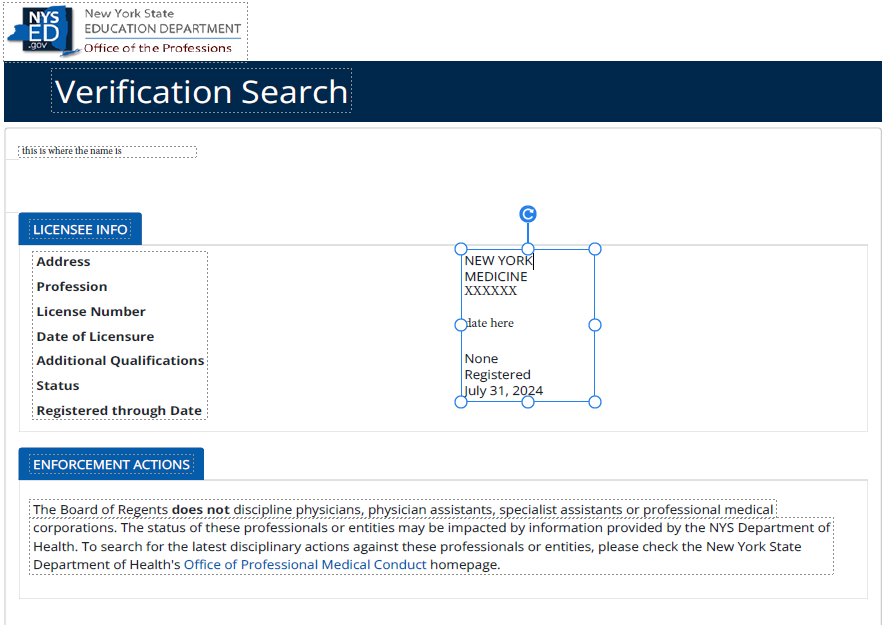 NYS
ED
.gov
New York State
EDUCATION DEPARTMENT
Office of the Professions
Verification Search
this is where the name is
LICENSEE INFO
Address
NEW YORK
Profession
MEDICINE
License Number
XXXXXX
Date of Licensure
date here
Additional Qualifications
None
Status
Registered
Registered through Date
July 31, 2024
ENFORCEMENT ACTIONS
The Board of Regents does not discipline physicians, physician assistants, specialist assistants or professional medical
corporations. The status of these professionals or entities may be impacted by information provided by the NYS Department of
Health. To search for the latest disciplinary actions against these professionals or entities, please check the New York State
Department of Health's Office of Professional Medical Conduct homepage.